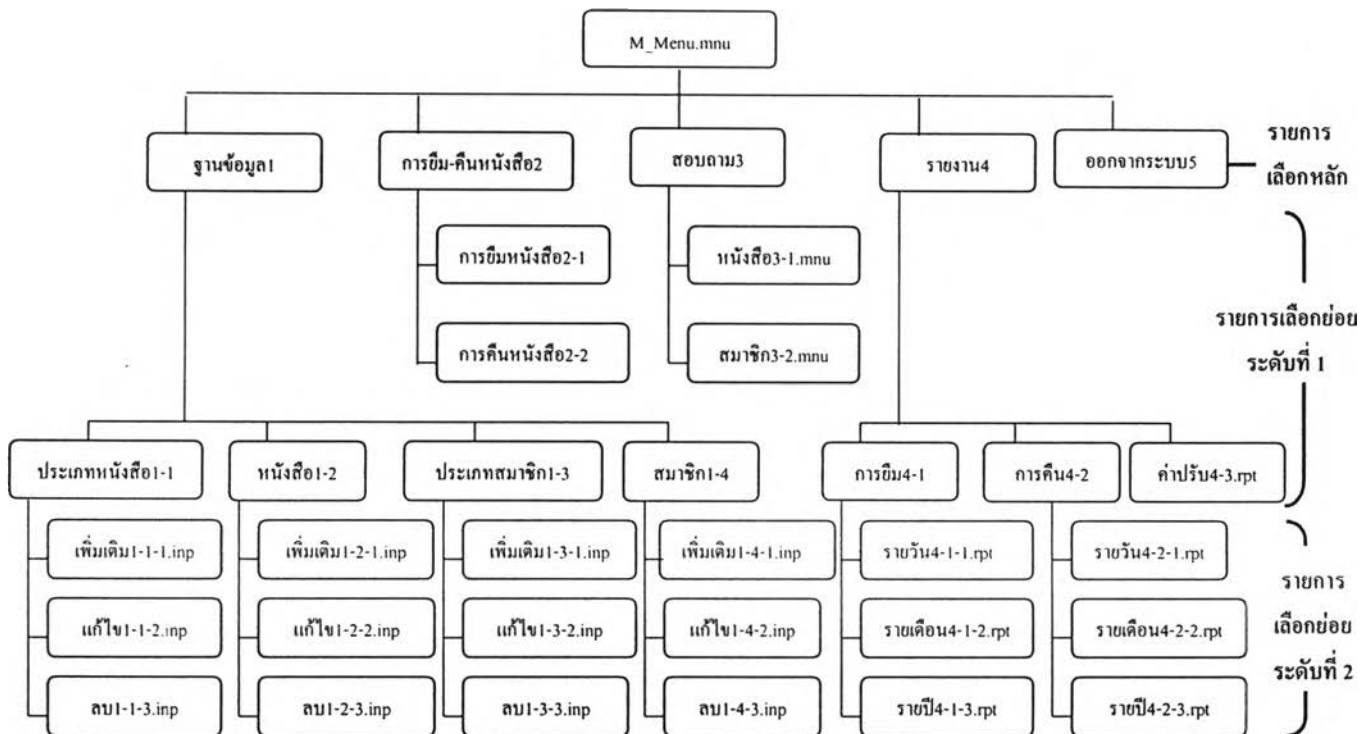 M_Menu.mnu
ฐานข้อมูล1
การยืม-คืนหนังสือ2
สอบถาม3
รายงาน4
ออกจากระบบ5
รายการ
เลือกหลัก
การยืมหนังสือ2-1
หนังสือ3-1.mnu
การคืนหนังสือ2-2
สมาชิก3-2.mnu
รายการเลือกย่อย
ระดับที่ 1
ประเภทหนังสือ1-1
หนังสือ1-2
ประเภทสมาชิก1-3
สมาชิก1-4
การยืม4-1
การคืน4-2
ค่าปรับ4-3.rpt
เพิ่มเติม1-1-1.inp
เพิ่มเติม1-2-1.inp
เพิ่มเติม1-3-1.inp
เพิ่มเติม1-4-1.inp
รายวัน4-1-1.rpt
รายวัน4-2-1.rpt
แก้ไข1-1-2.inp
แก้ไข1-2-2.inp
แก้ไข1-3-2.inp
แก้ไข1-4-2.inp
รายเดือน4-1-2.rpt
รายเดือน4-2-2.rpt
รายการ
เลือกย่อย
ระดับที่ 2
ลบ1-1-3.inp
ลบ1-2-3.inp
ลบ1-3-3.inp
ลบ1-4-3.inp
รายปี4-1-3.rpt
รายปี4-2-3.rpt